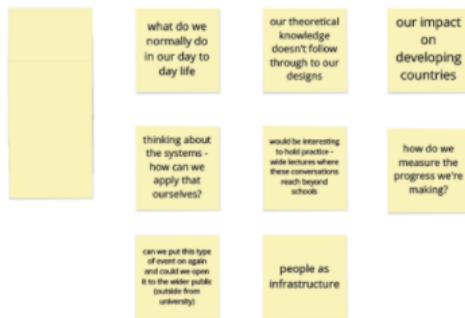 what do we
normally do
in our day to
day life
our theoretical
knowledge
doesn't follow
through to our
designs
our impact
on
developing
countries
thinking about
the systems -
how can we
apply that
ourselves?
would be interesting
to hold practice -
wide lectures where
these conversations
reach beyond
schools
how do we
measure the
progress we're
making?
can we put this type
of event on again
and could we open
it to the wider public
(outside from
university)
people as
infrastructure